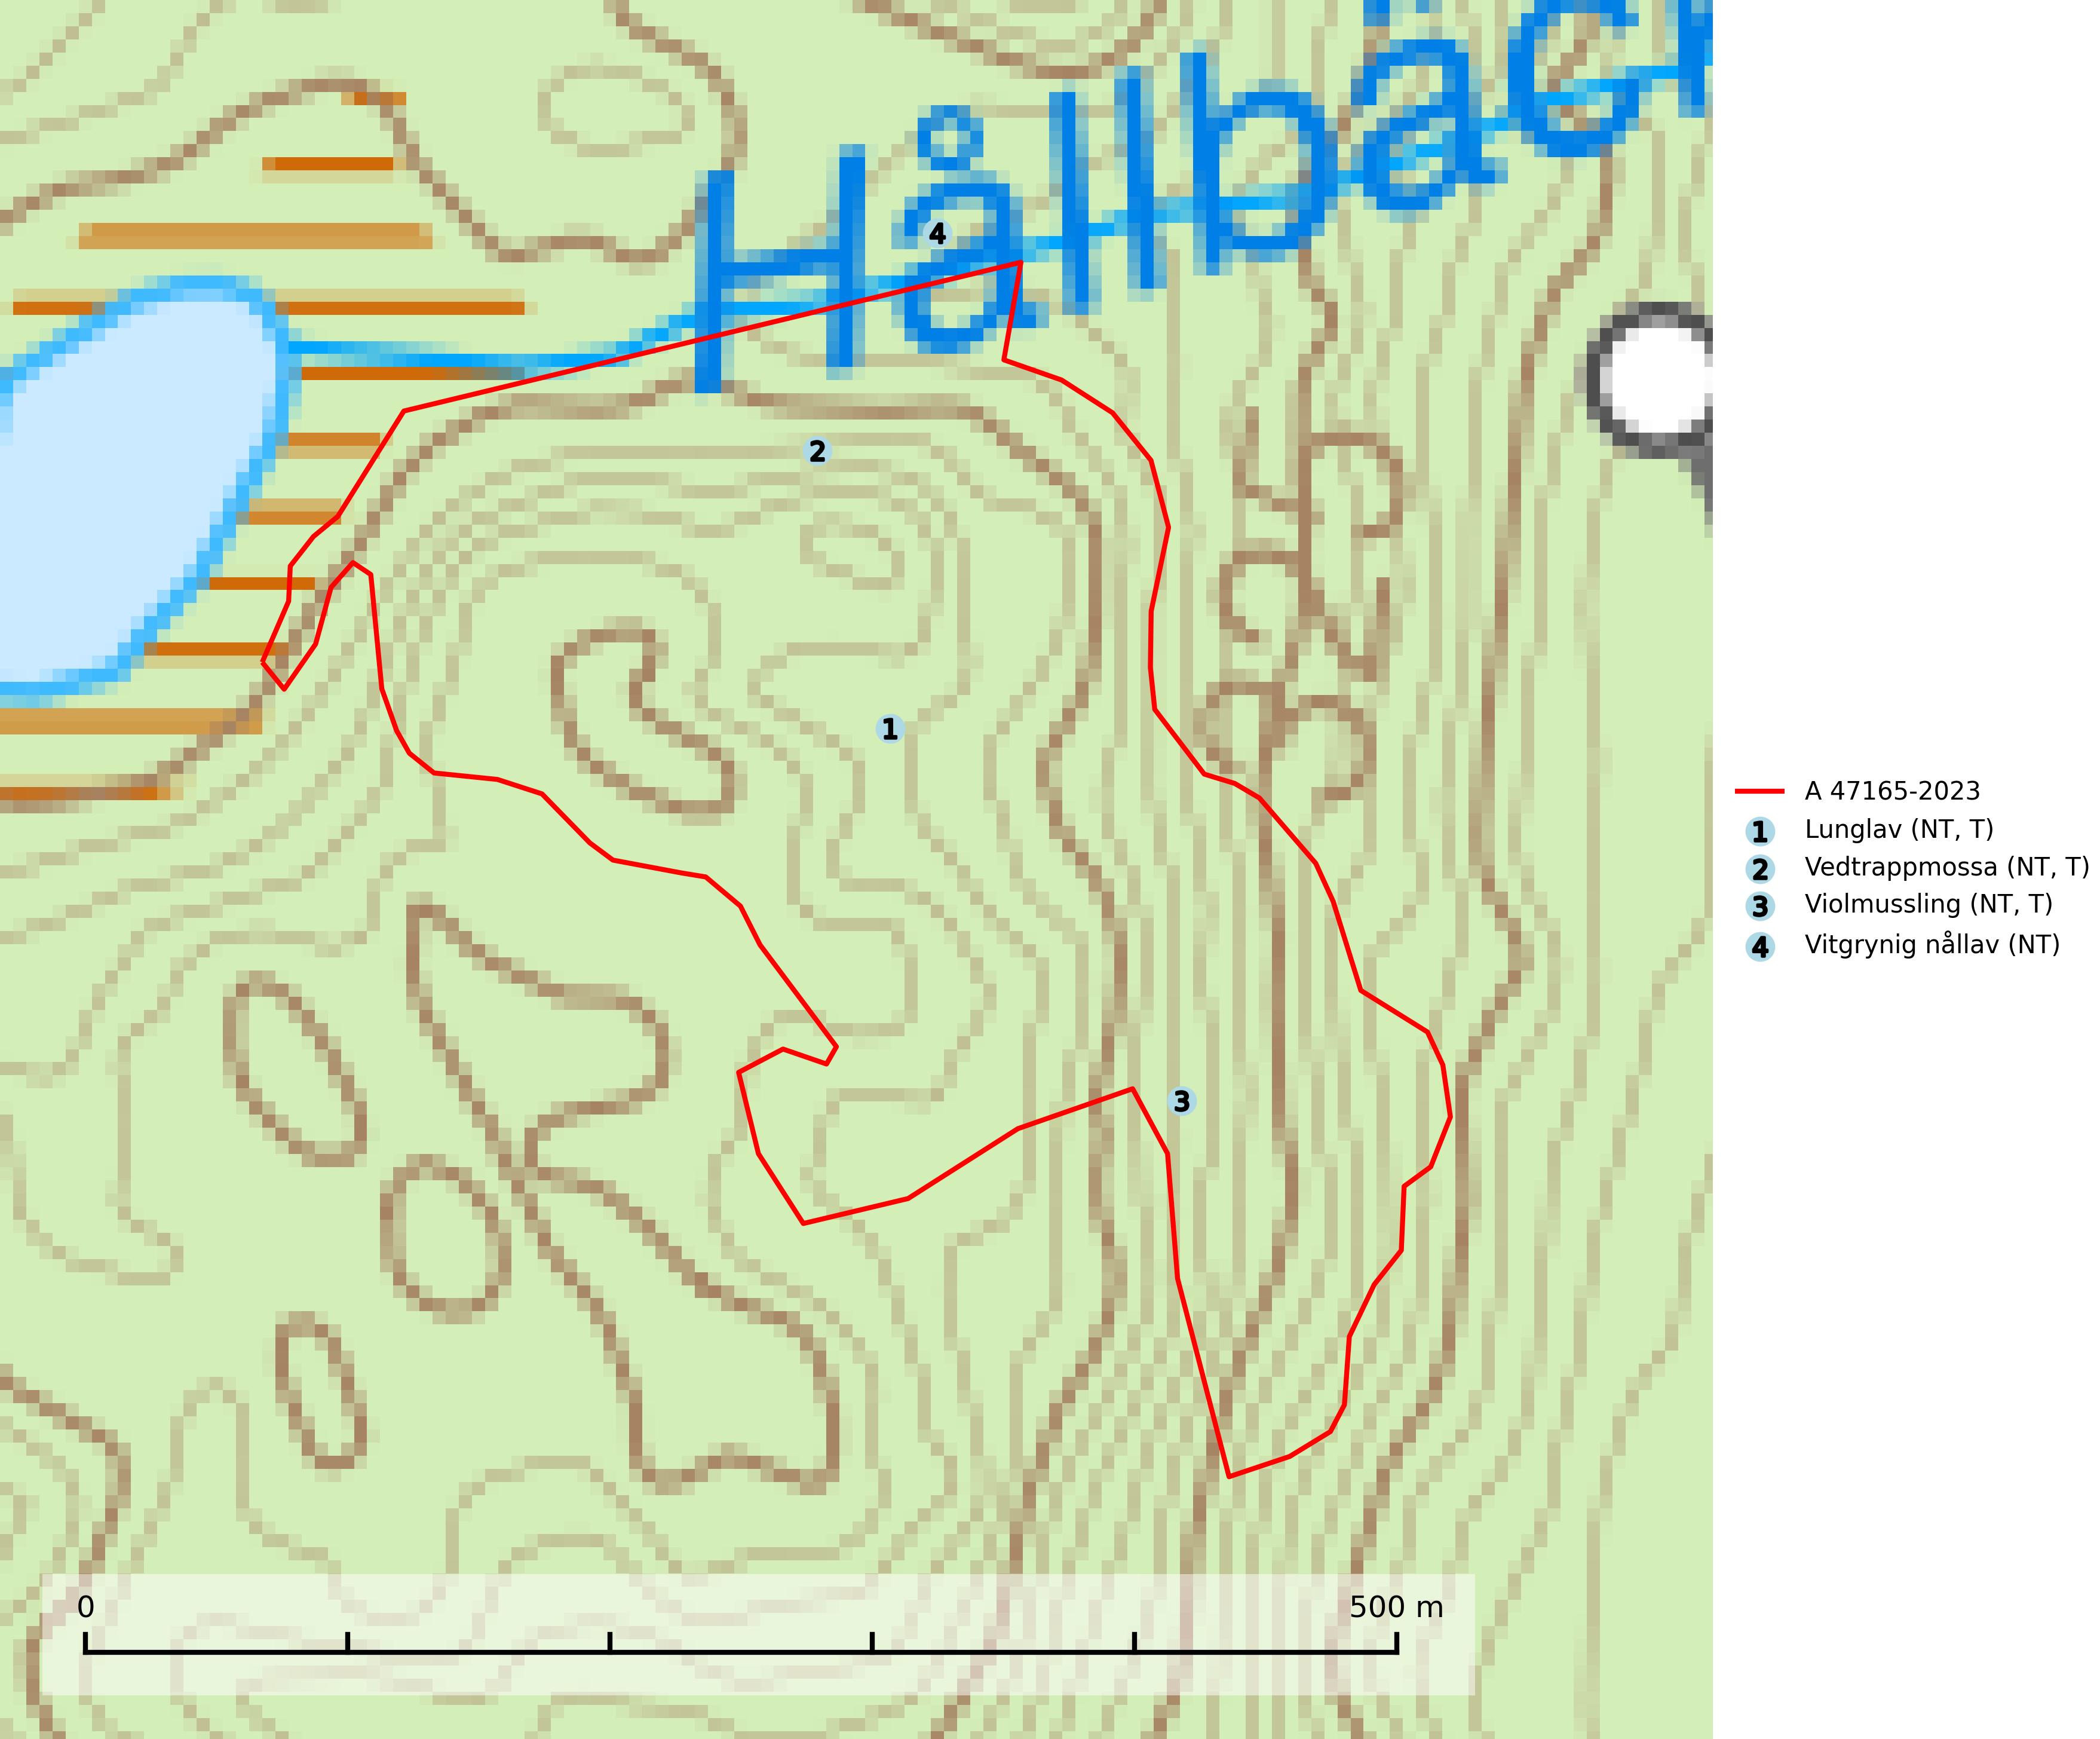 Hållbäck
4
2
1
3
A 47165-2023
1 Lunglav (NT, T)
2 Vedtrappmossa (NT, T)
3 Violmussling (NT, T)
4 Vitgrynig nållav (NT)
0 500 m